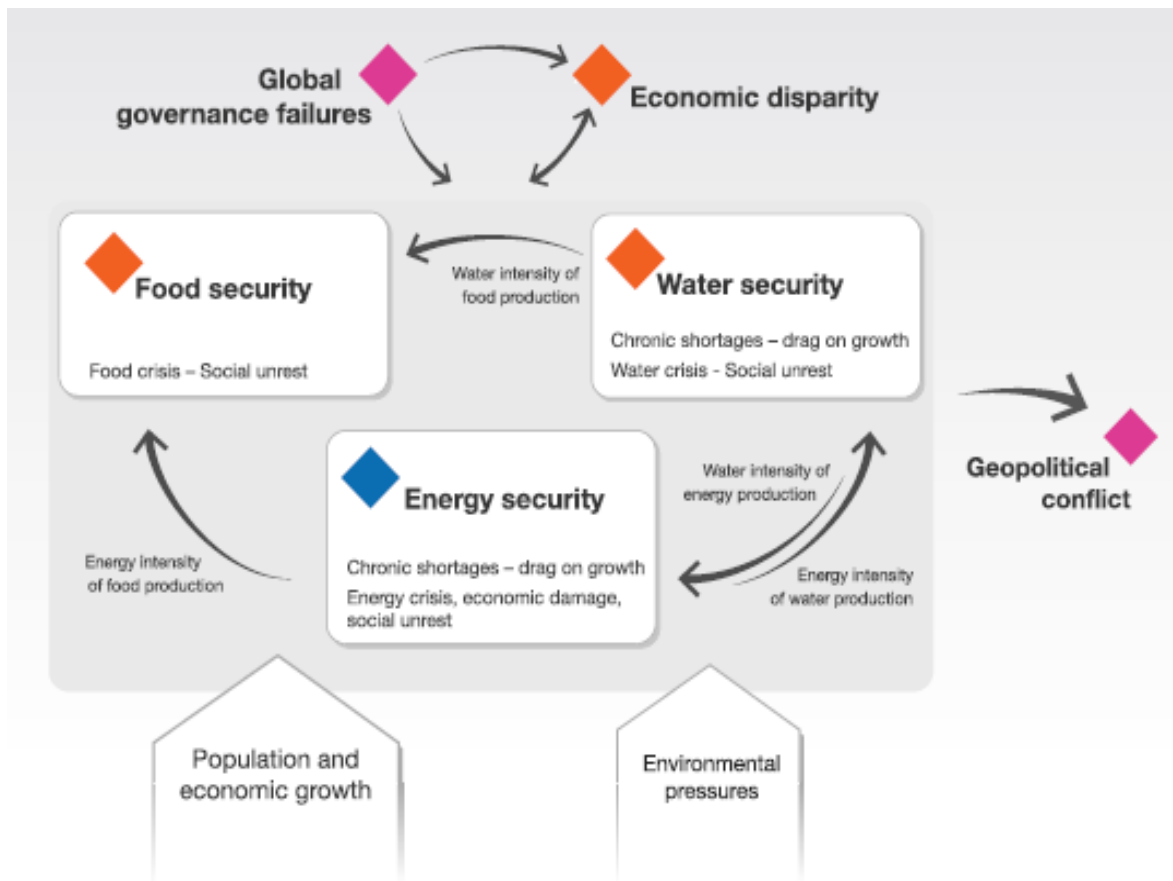 Global
governance failures
Economic disparity
Food security
Food crisis – Social unrest
Water intensity of
food production
Water security
Chronic shortages – drag on growth
Water crisis - Social unrest
Geopolitical
conflict
Energy security
Chronic shortages – drag on growth
Energy crisis, economic damage,
social unrest
Water intensity of
energy production
Energy intensity
of food production
Energy intensity
of water production
Population and
economic growth
Environmental
pressures